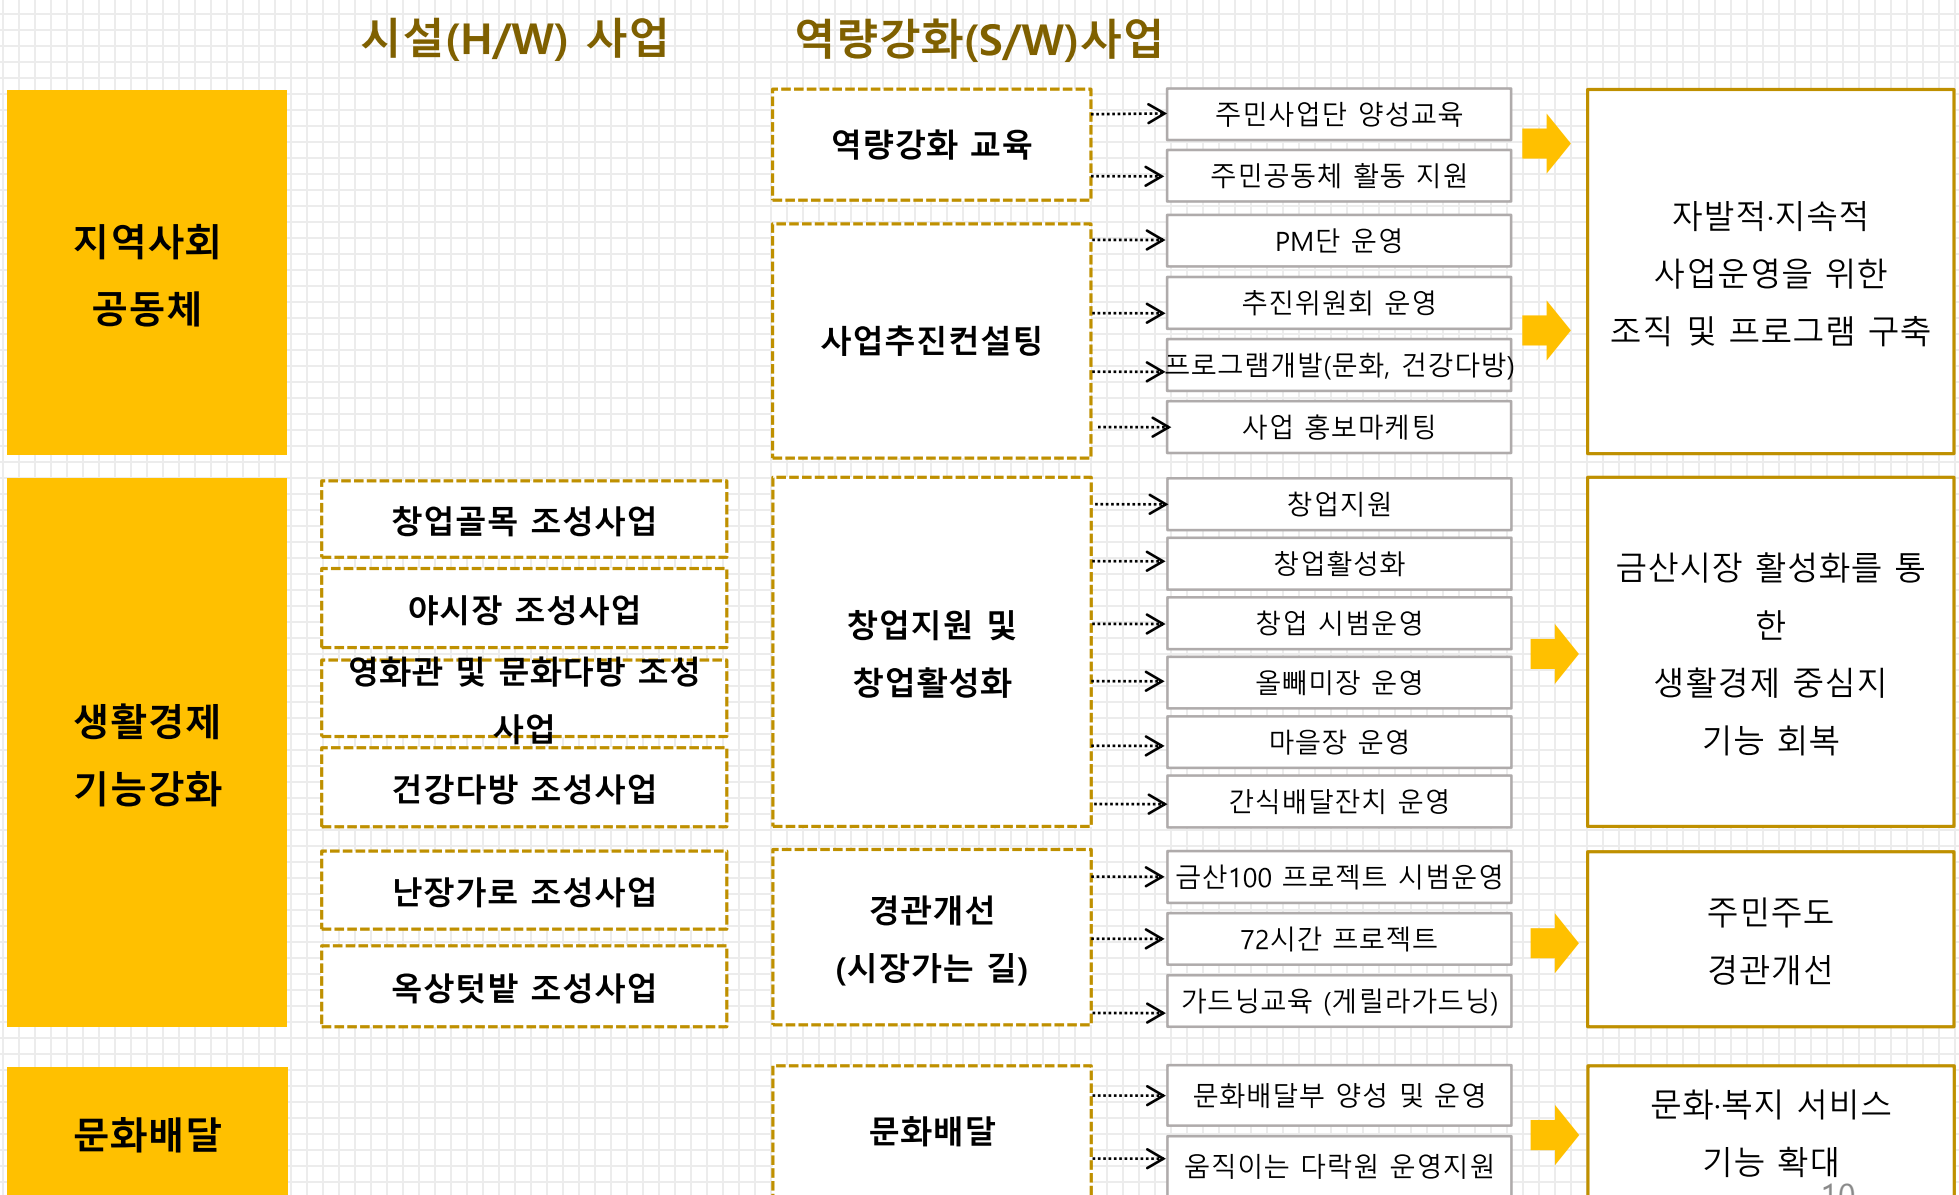 시설(H/W) 사업
역량강화(S/W)사업
지역사회
공동체
역량강화 교육
주민사업단 양성교육
주민공동체 활동 지원
사업추진컨설팅
PM단 운영
추진위원회 운영
프로그램개발(문화, 건강다방)
사업 홍보마케팅
자발적·지속적
사업운영을 위한
조직 및 프로그램 구축
생활경제
기능강화
창업골목 조성사업
야시장 조성사업
영화관 및 문화다방 조성
사업
건강다방 조성사업
난장가로 조성사업
옥상텃밭 조성사업
창업지원 및
창업활성화
창업지원
창업활성화
창업 시범운영
올빼미장 운영
마을장 운영
간식배달잔치 운영
금산시장 활성화를 통
한
생활경제 중심지
기능 회복
경관개선
(시장가는 길)
금산100 프로젝트 시범운영
72시간 프로젝트
가드닝교육 (게릴라가드닝)
주민주도
경관개선
문화배달
문화배달
문화배달부 양성 및 운영
움직이는 다락원 운영지원
문화·복지 서비스
기능 확대
10